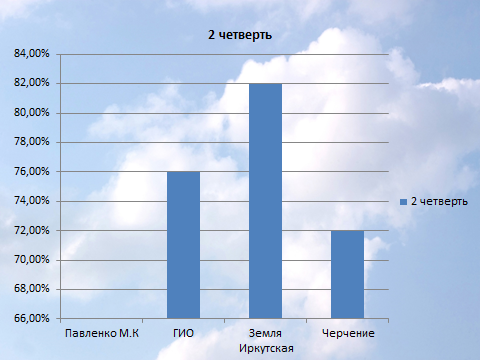 2 четверть
84,00%
82,00%
80,00%
78,00%
76,00%
74,00%
72,00%
70,00%
68,00%
66,00%
Павленко М.К
ГИО
Земля
Иркутская
Черчение
2 четверть